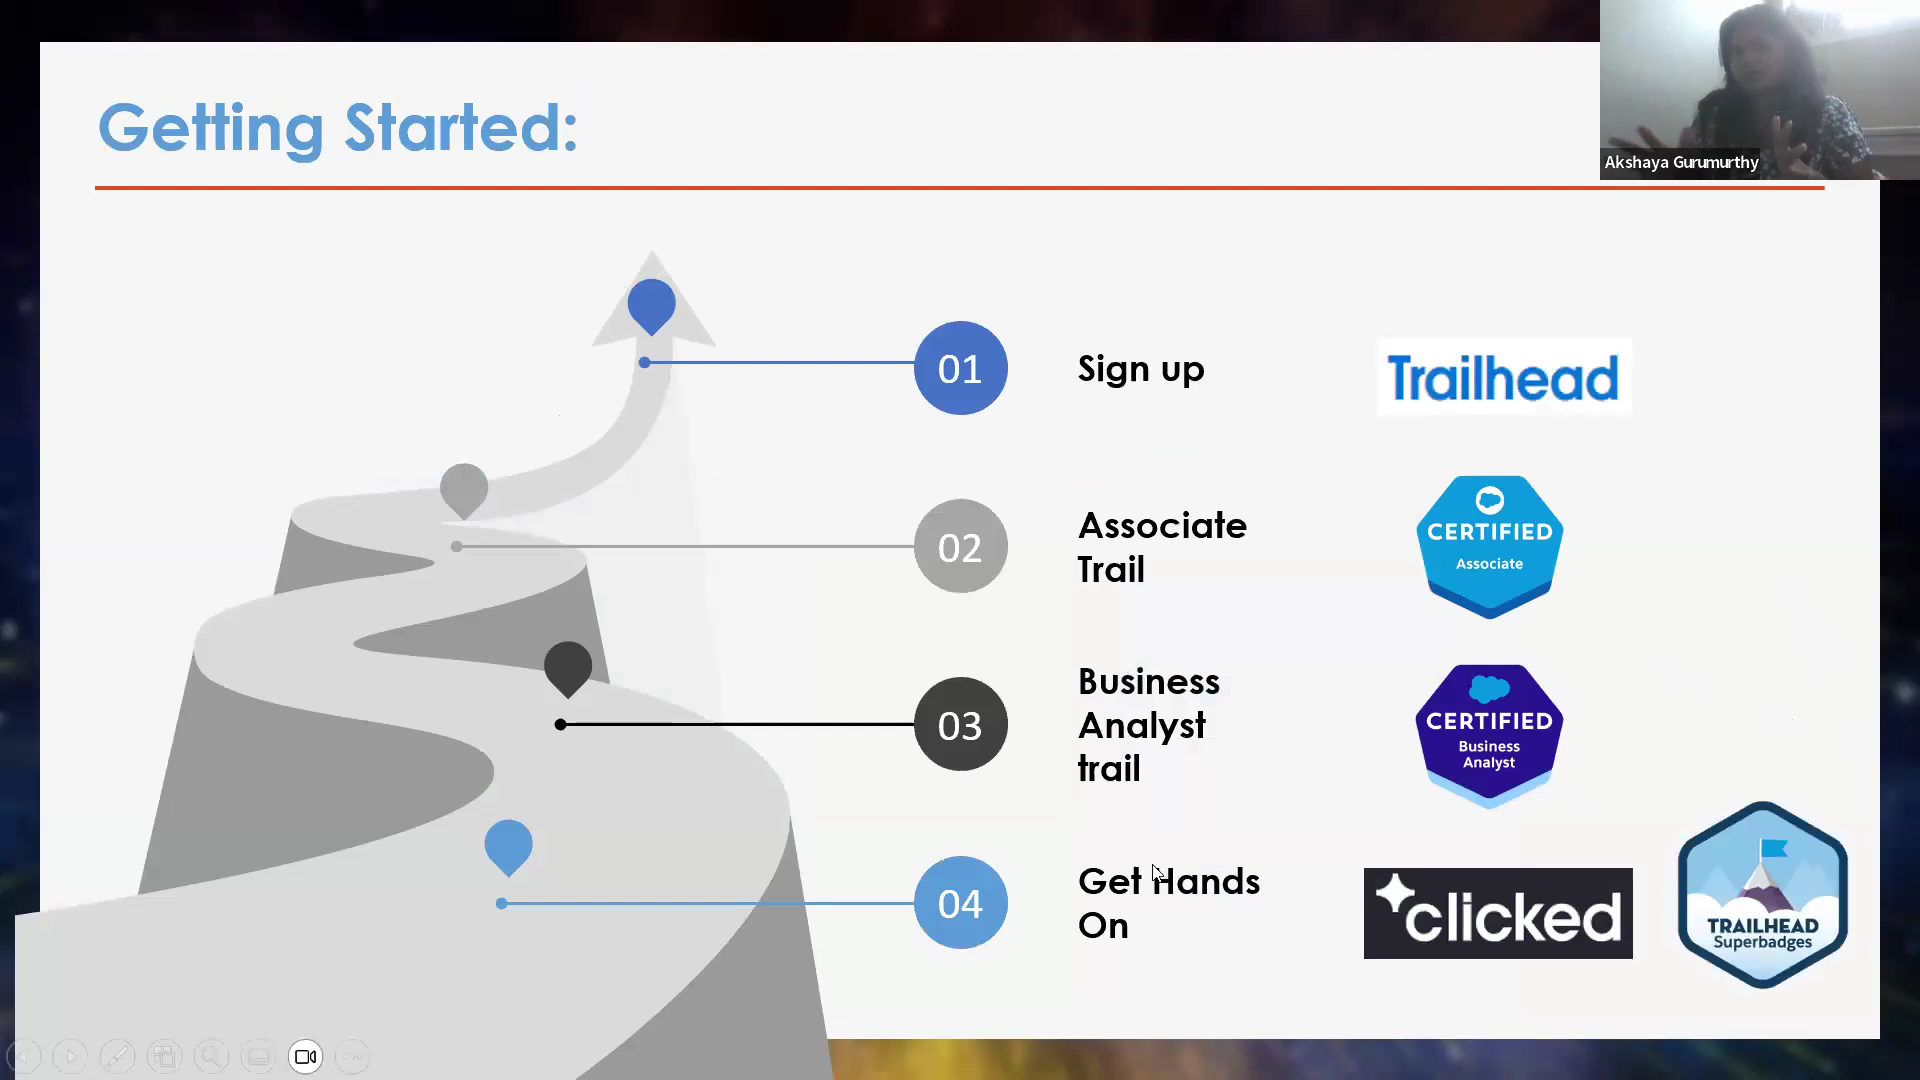 Getting Started:
Akshaya Gurumurthy
01
Sign up
Trailhead
02
Associate
Trail
CERTIFIED
Associate
03
Business
Analyst
trail
CERTIFIED
Business
Analyst
04
Get Hands
On
clicked
TRAILHEAD
Superbadges